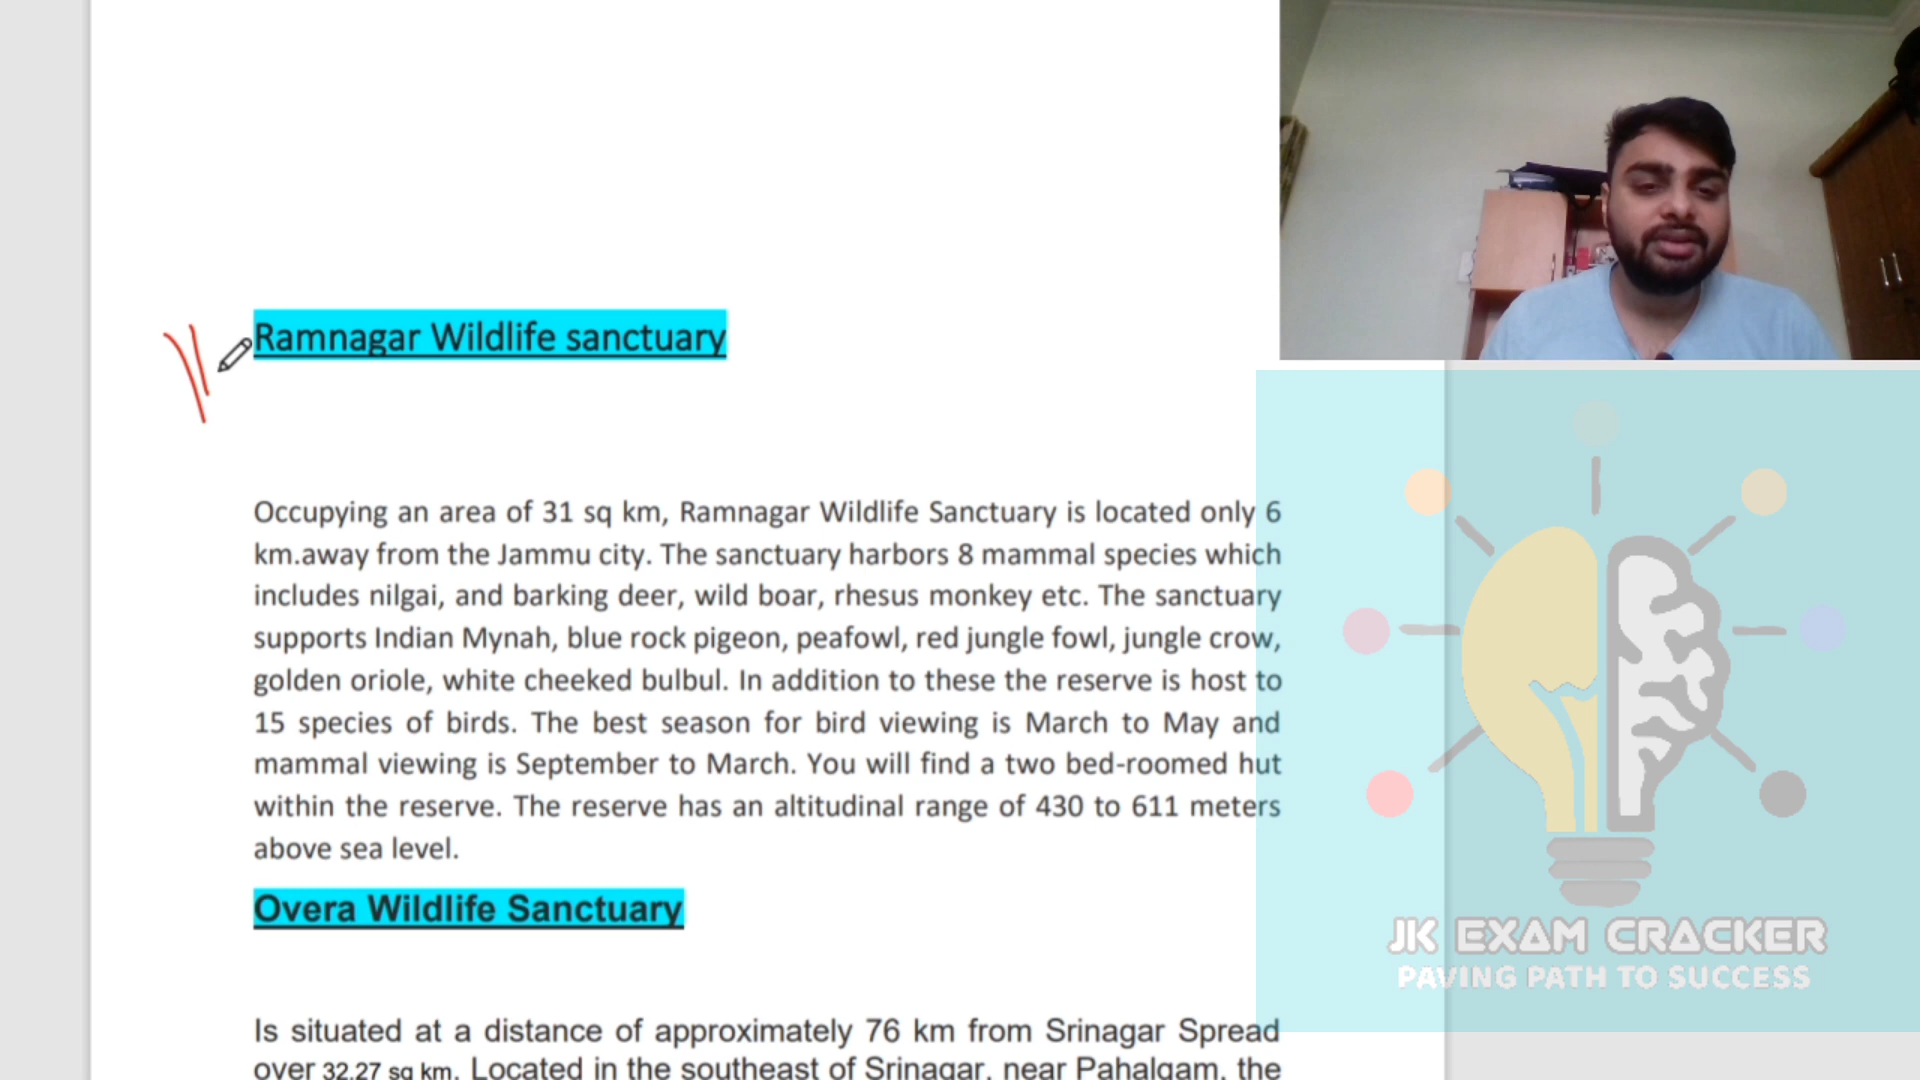 Ramnagar Wildlife sanctuary
Occupying an area of 31 sq km, Ramnagar Wildlife Sanctuary is located only 6
km.away from the Jammu city. The sanctuary harbors 8 mammal species which
includes nilgai, and barking deer, wild boar, rhesus monkey etc. The sanctuary
supports Indian Mynah, blue rock pigeon, peafowl, red jungle fowl, jungle crow,
golden oriole, white cheeked bulbul. In addition to these the reserve is host to
15 species of birds. The best season for bird viewing is March to May and
mammal viewing is September to March. You will find a two bed-roomed hut
within the reserve. The reserve has an altitudinal range of 430 to 611 meters
above sea level.
Overa Wildlife Sanctuary
Is situated at a distance of approximately 76 km from Srinagar Spread
over 32.27 sq km. Located in the southeast of Srinagar, near Pahalgam, the
JK EXAM CRACKER
PAVING PATH TO SUCCESS